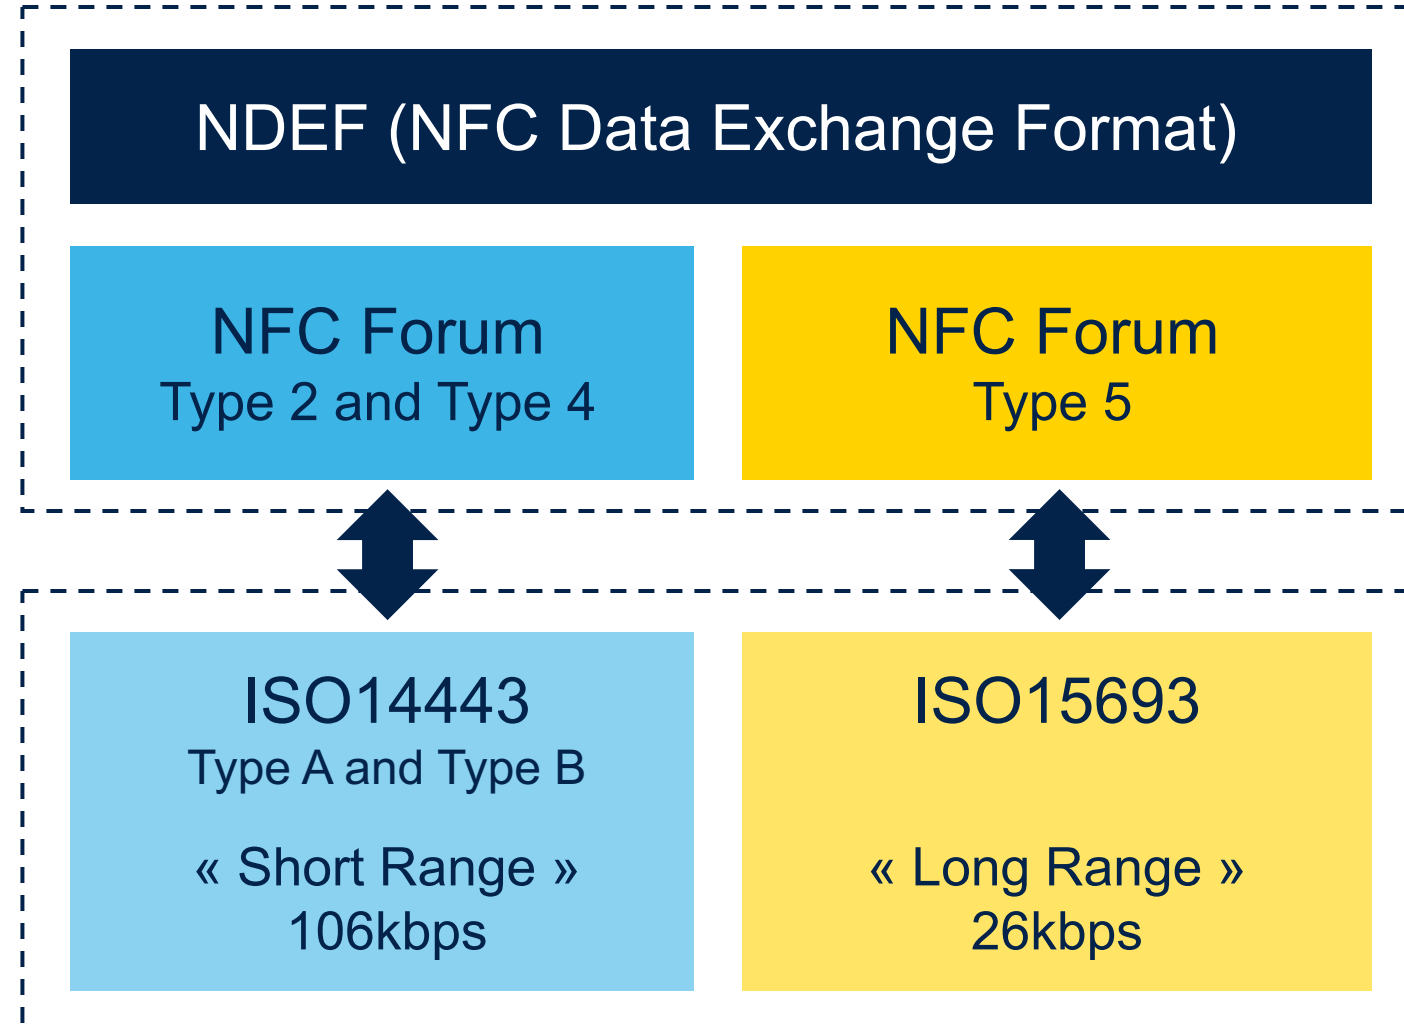 NDEF (NFC Data Exchange Format)
NFC Forum
Type 2 and Type 4
NFC Forum
Type 5
ISO14443
Type A and Type B
« Short Range »
106kbps
ISO15693
« Long Range »
26kbps